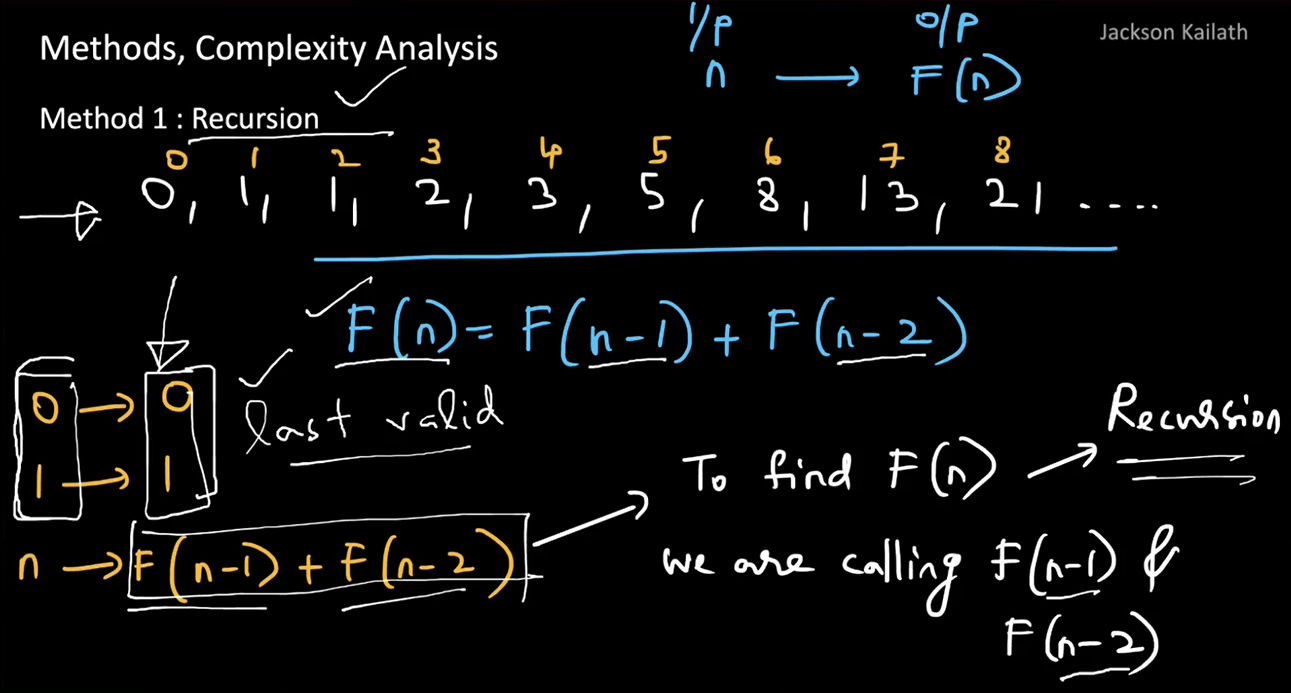 Methods, Complexity Analysis
I/P O/P
Jackson Kailath
n → F(n)
Method 1 : Recursion
0 1 2 3 4 5 6 7 8
0, 1, 1, 2, 3, 5, 8, 13, 21 ....
F(n) = F(n-1) + F(n-2)
0 → 0
1 → 1
last valid
n → F(n-1) + F(n-2)
To find F(n) → Recursion
we are calling F(n-1) &
F(n-2)